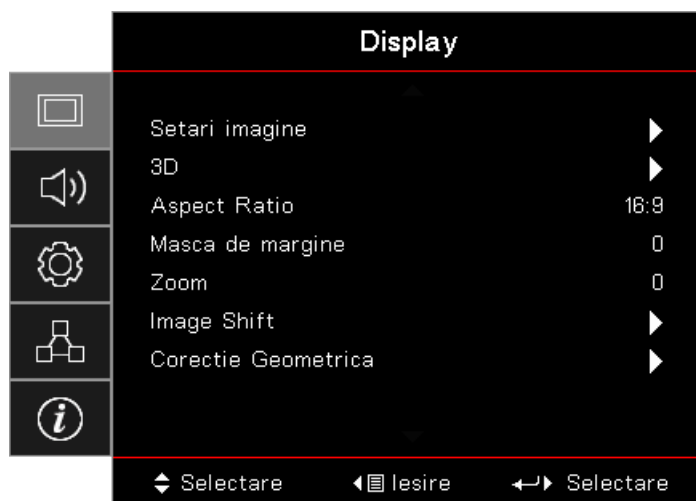 Display
Setari imagine
3D
Aspect Ratio 16:9
Masca de margine 0
Zoom 0
Image Shift
Corectie Geometrica
Selectare Iesire Selectare